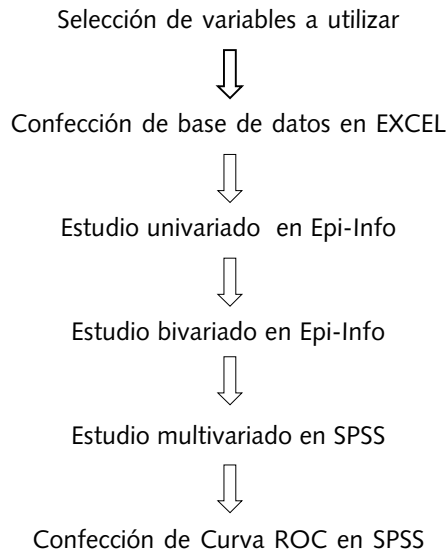 Selección de variables a utilizar
Confección de base de datos en EXCEL
Estudio univariado en Epi-Info
Estudio bivariado en Epi-Info
Estudio multivariado en SPSS
Confección de Curva ROC en SPSS